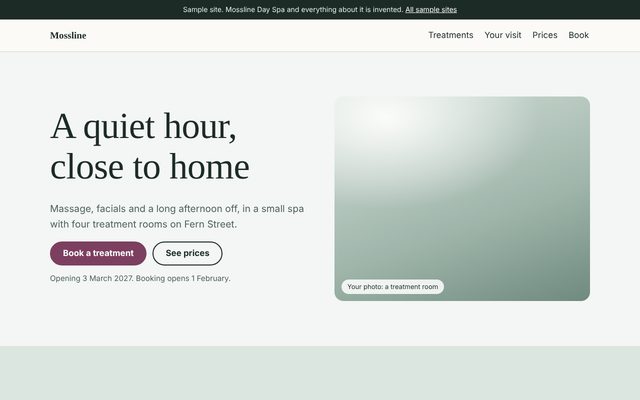 Sample site. Mossline Day Spa and everything about it is invented. All sample sites
Mossline
Treatments Your visit Prices Book
A quiet hour,
close to home
Massage, facials and a long afternoon off, in a small spa
with four treatment rooms on Fern Street.
Book a treatment See prices
Opening 3 March 2027. Booking opens 1 February.
Your photo: a treatment room